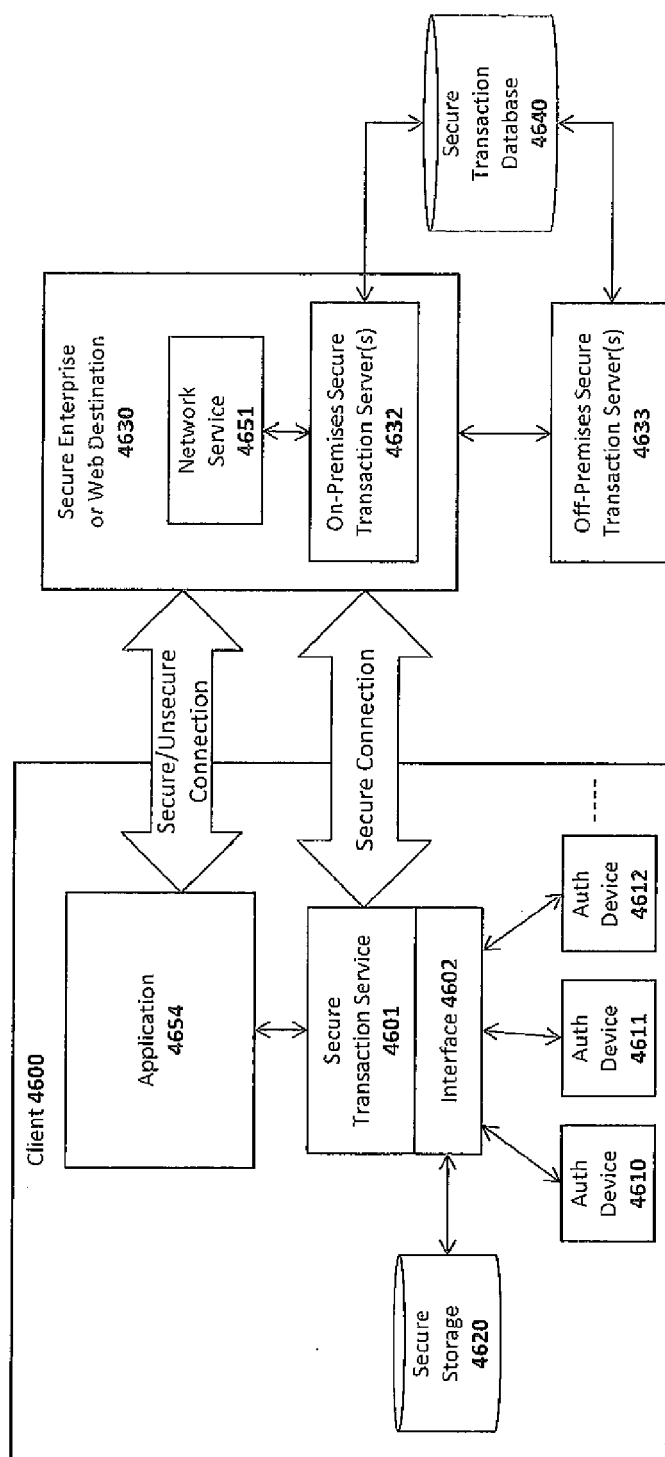 Client 4600
Application
4654
Secure
Transaction Service
4601
Interface 4602
Secure
Storage
4620
Auth
Device
4610
Auth
Device
4611
Auth
Device
4612
Secure/Unsecure
Connection
Secure Connection
Secure Enterprise
or Web Destination
4630
Network
Service
4651
On-Premises Secure
Transaction Server(s)
4632
Off-Premises Secure
Transaction Server(s)
4633
Secure
Transaction
Database
4640